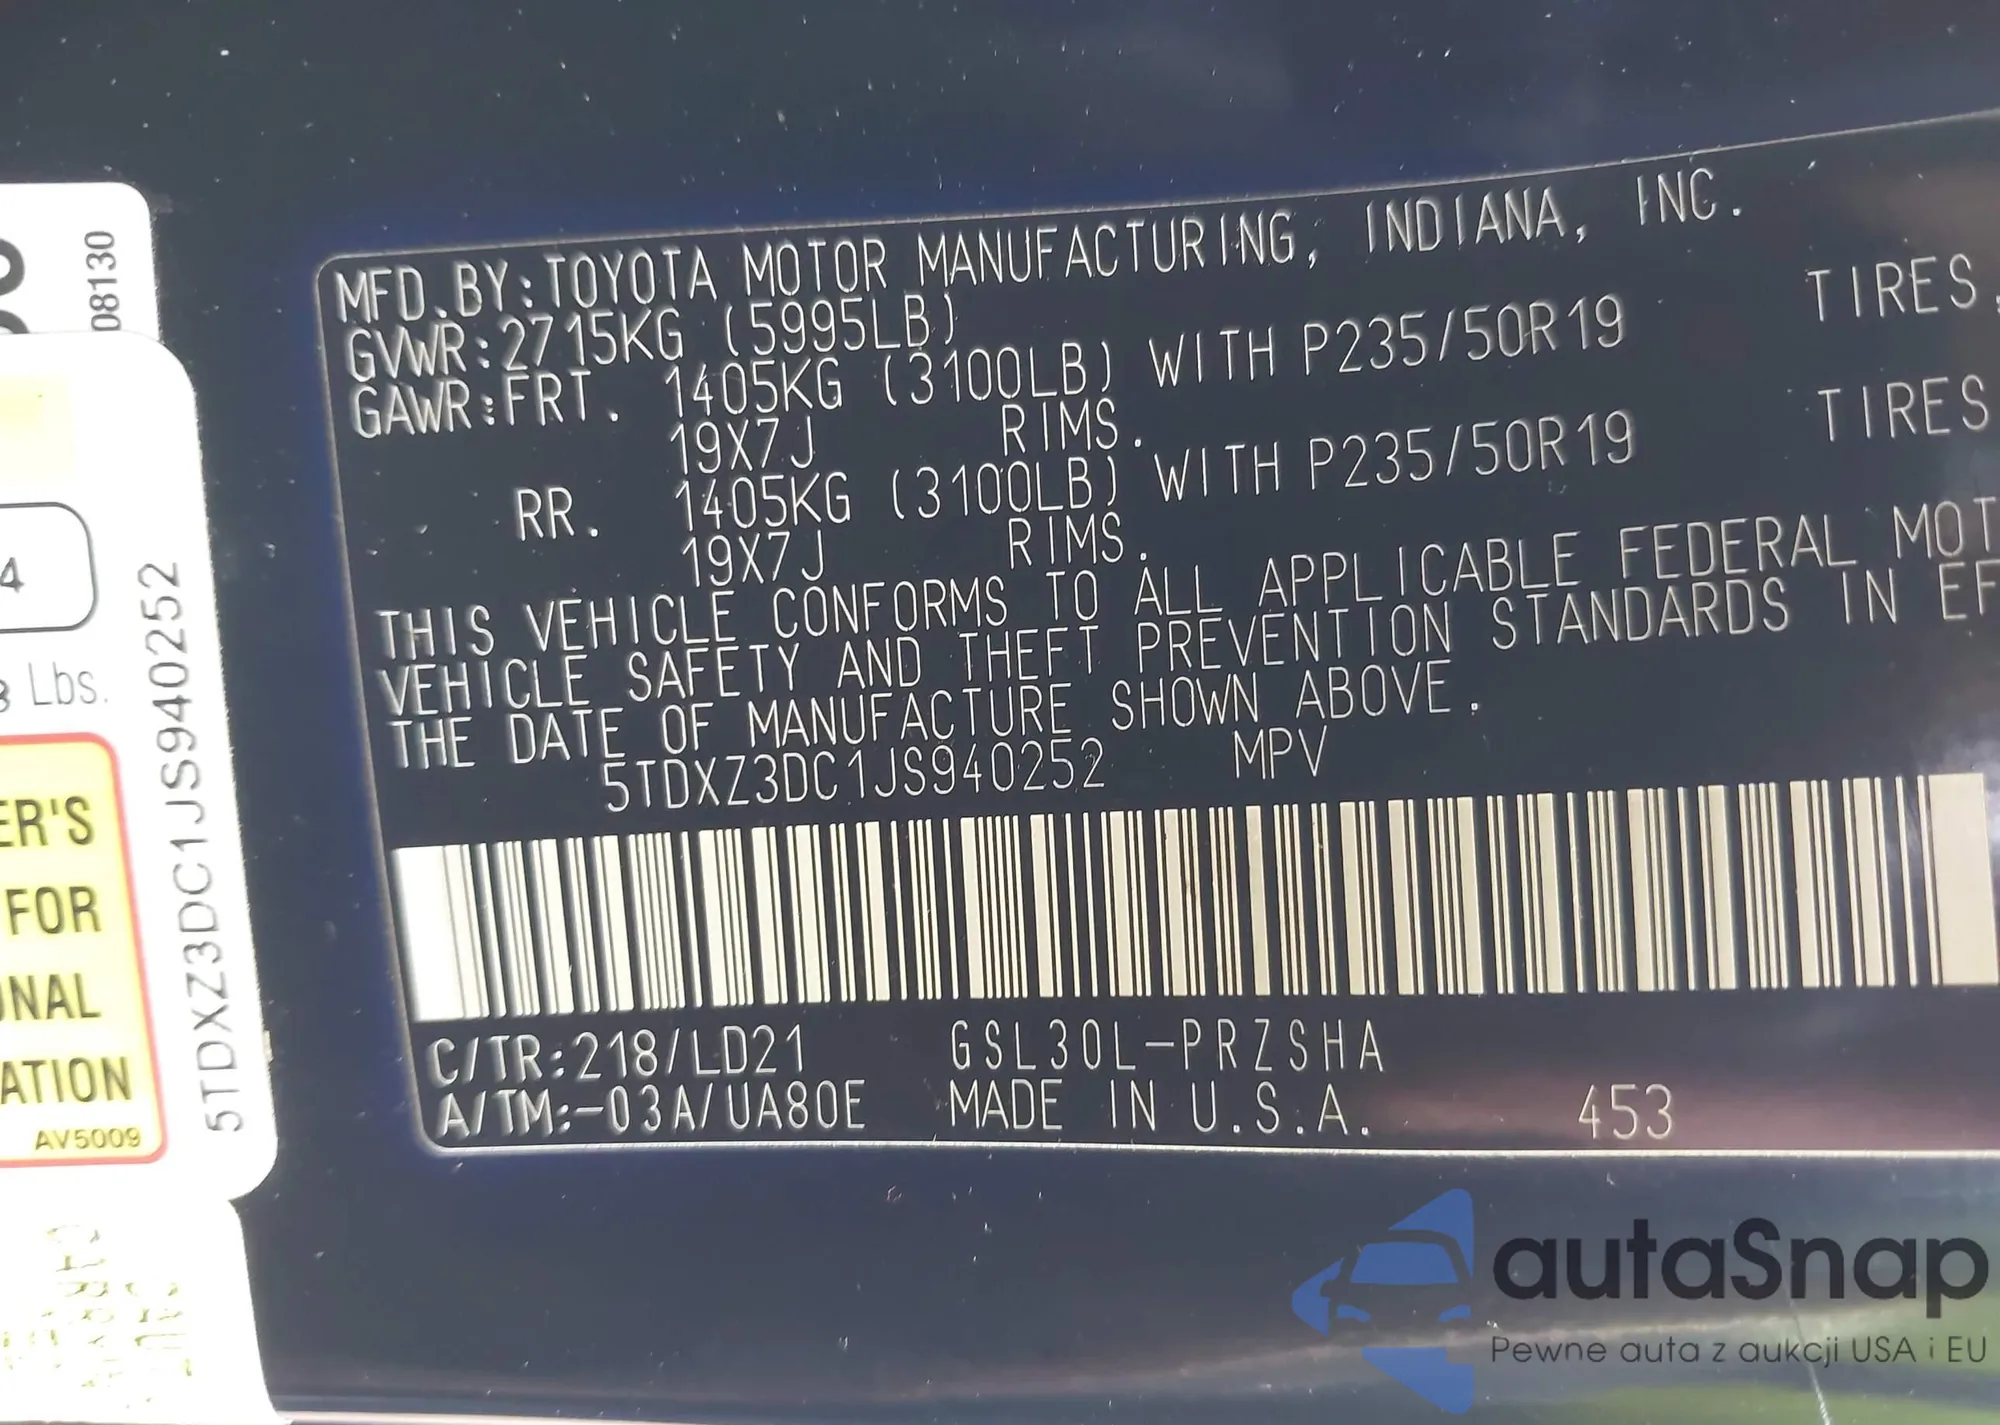 MFD.BY:TOYOTA MOTOR MANUFACTURING, INDIANA, INC.
GVWR:2715KG (5995LB)
GAWR:FRT. 1405KG (3100LB) WITH P235/50R19 TIRES,
19X7J RIMS.
RR. 1405KG (3100LB) WITH P235/50R19 TIRES
19X7J RIMS.
THIS VEHICLE CONFORMS TO ALL APPLICABLE FEDERAL MOT
VEHICLE SAFETY AND THEFT PREVENTION STANDARDS IN EF
THE DATE OF MANUFACTURE SHOWN ABOVE.
5TDXZ3DC1JS940252 MPV
C/TR:218/LD21 GSL30L-PRZSHA
A/TM:-03A/UA80E MADE IN U.S.A. 453
08130
4
Lbs.
ER'S
FOR
ONAL
ATION
AV5009
5TDXZ3DC1JS940252
autaSnap
Pewne auta z aukcji USA i EU